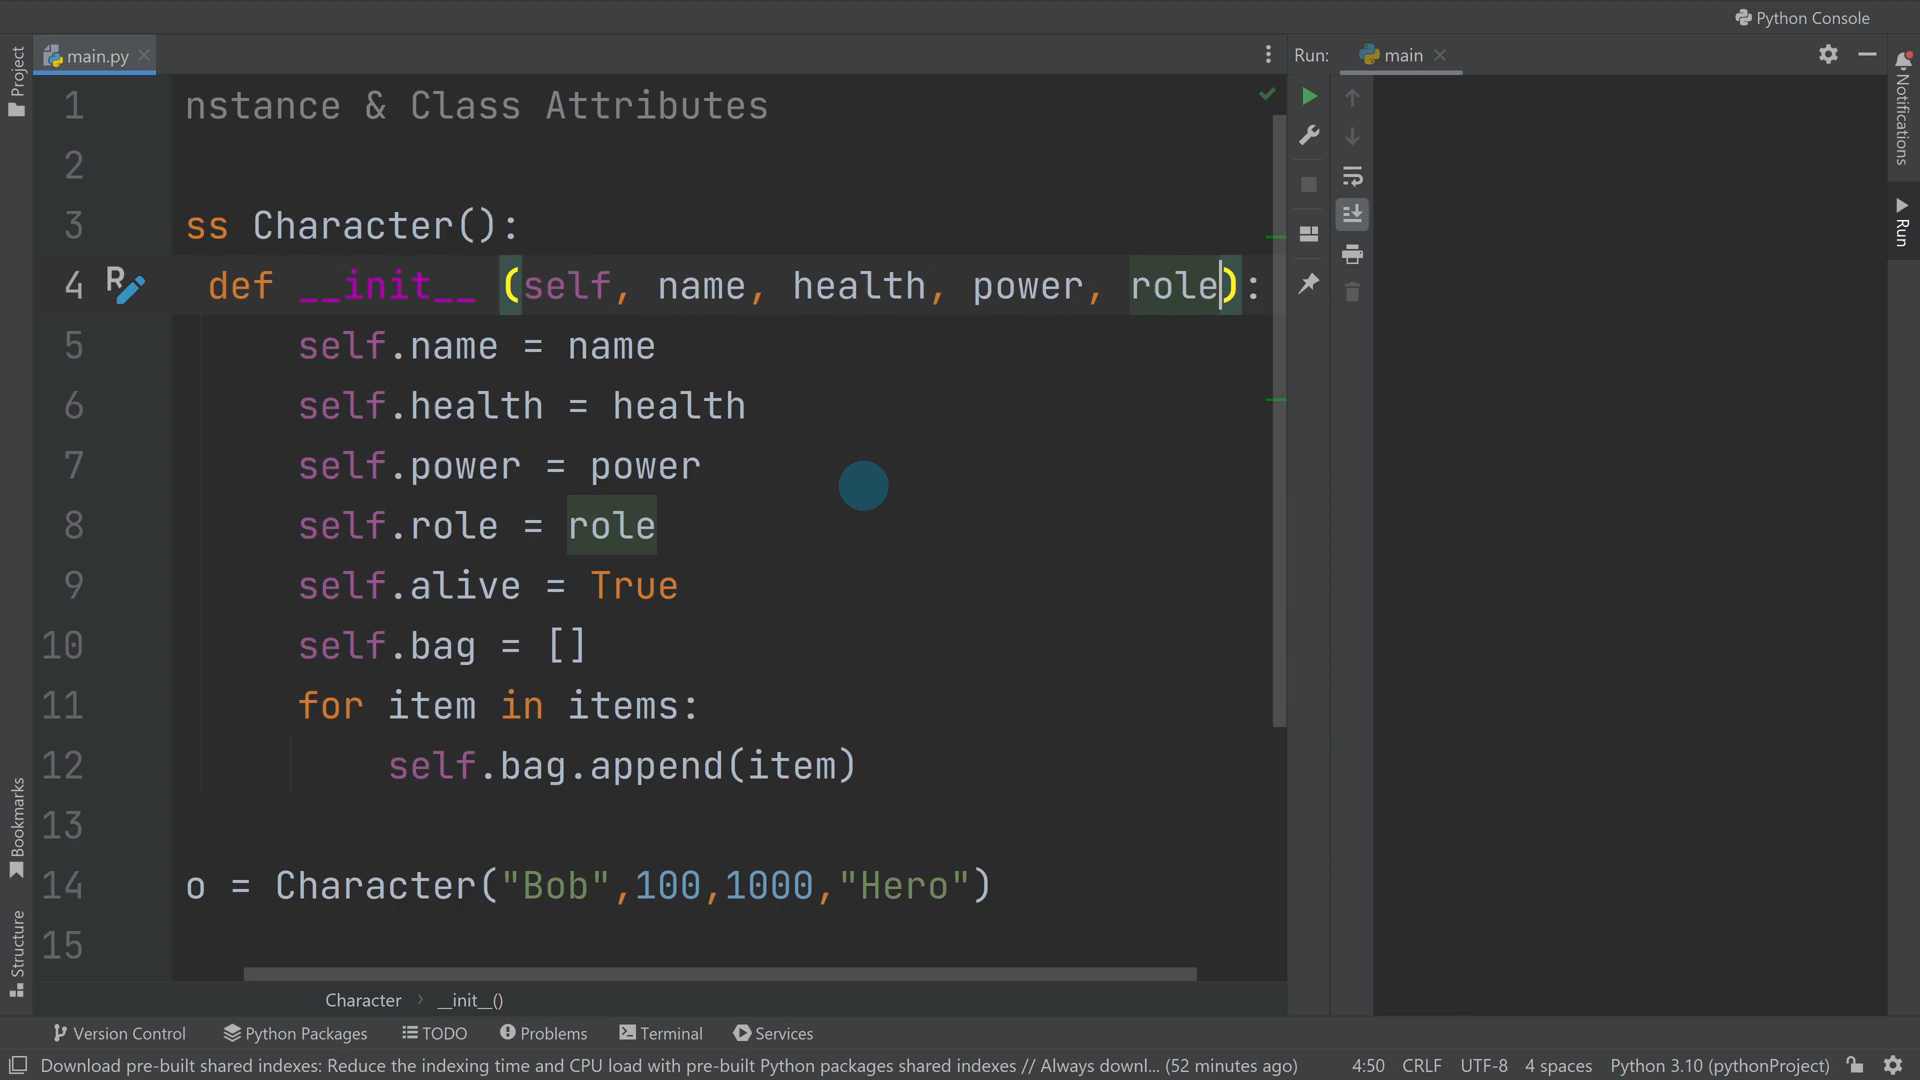 Python Console
Project
main.py
Run:
main
Notifications
Run
1 nstance & Class Attributes
2
3 ss Character():
4 def __init__ (self, name, health, power, role):
5 self.name = name
6 self.health = health
7 self.power = power
8 self.role = role
9 self.alive = True
10 self.bag = []
11 for item in items:
12 self.bag.append(item)
13
14 o = Character("Bob",100,1000,"Hero")
15
Bookmarks
Structure
Character › __init__()
Version Control Python Packages TODO Problems Terminal Services
Download pre-built shared indexes: Reduce the indexing time and CPU load with pre-built Python packages shared indexes // Always downl... (52 minutes ago) 4:50 CRLF UTF-8 4 spaces Python 3.10 (pythonProject)